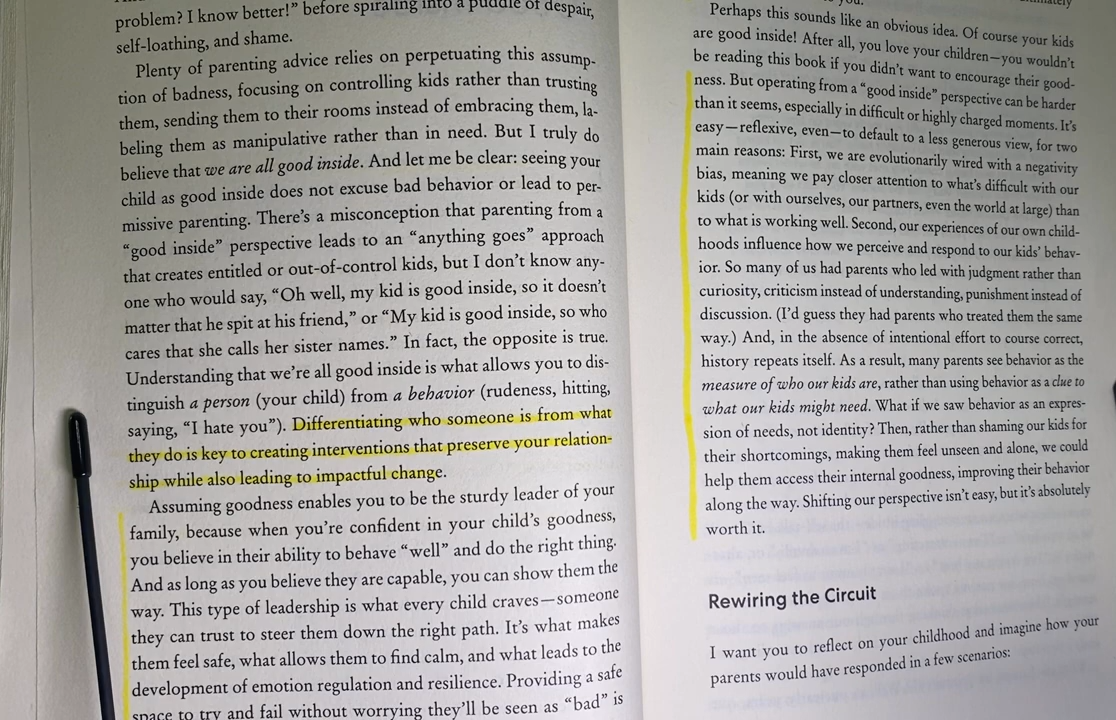 problem? I know better!” before spiraling into a puddle of despair,
self-loathing, and shame.
Plenty of parenting advice relies on perpetuating this assump-
tion of badness, focusing on controlling kids rather than trusting
them, sending them to their rooms instead of embracing them, la-
beling them as manipulative rather than in need. But I truly do
believe that we are all good inside. And let me be clear: seeing your
child as good inside does not excuse bad behavior or lead to per-
missive parenting. There’s a misconception that parenting from a
“good inside” perspective leads to an “anything goes” approach
that creates entitled or out-of-control kids, but I don’t know any-
one who would say, “Oh well, my kid is good inside, so it doesn’t
matter that he spit at his friend,” or “My kid is good inside, so who
cares that she calls her sister names.” In fact, the opposite is true.
Understanding that we’re all good inside is what allows you to dis-
tinguish a person (your child) from a behavior (rudeness, hitting,
saying, “I hate you”). Differentiating who someone is from what
they do is key to creating interventions that preserve your relation-
ship while also leading to impactful change.
Assuming goodness enables you to be the sturdy leader of your
family, because when you’re confident in your child’s goodness,
you believe in their ability to behave “well” and do the right thing.
And as long as you believe they are capable, you can show them the
way. This type of leadership is what every child craves—someone
they can trust to steer them down the right path. It’s what makes
them feel safe, what allows them to find calm, and what leads to the
development of emotion regulation and resilience. Providing a safe
space to try and fail without worrying they’ll be seen as “bad” is
Perhaps this sounds like an obvious idea. Of course your kids
are good inside! After all, you love your children—you wouldn’t
be reading this book if you didn’t want to encourage their good-
ness. But operating from a “good inside” perspective can be harder
than it seems, especially in difficult or highly charged moments. It’s
easy—reflexive, even—to default to a less generous view, for two
main reasons: First, we are evolutionarily wired with a negativity
bias, meaning we pay closer attention to what’s difficult with our
kids (or with ourselves, our partners, even the world at large) than
to what is working well. Second, our experiences of our own child-
hoods influence how we perceive and respond to our kids’ behav-
ior. So many of us had parents who led with judgment rather than
curiosity, criticism instead of understanding, punishment instead of
discussion. (I’d guess they had parents who treated them the same
way.) And, in the absence of intentional effort to course correct,
history repeats itself. As a result, many parents see behavior as the
measure of who our kids are, rather than using behavior as a clue to
what our kids might need. What if we saw behavior as an expres-
sion of needs, not identity? Then, rather than shaming our kids for
their shortcomings, making them feel unseen and alone, we could
help them access their internal goodness, improving their behavior
along the way. Shifting our perspective isn’t easy, but it’s absolutely
worth it.
Rewiring the Circuit
I want you to reflect on your childhood and imagine how your
parents would have responded in a few scenarios: